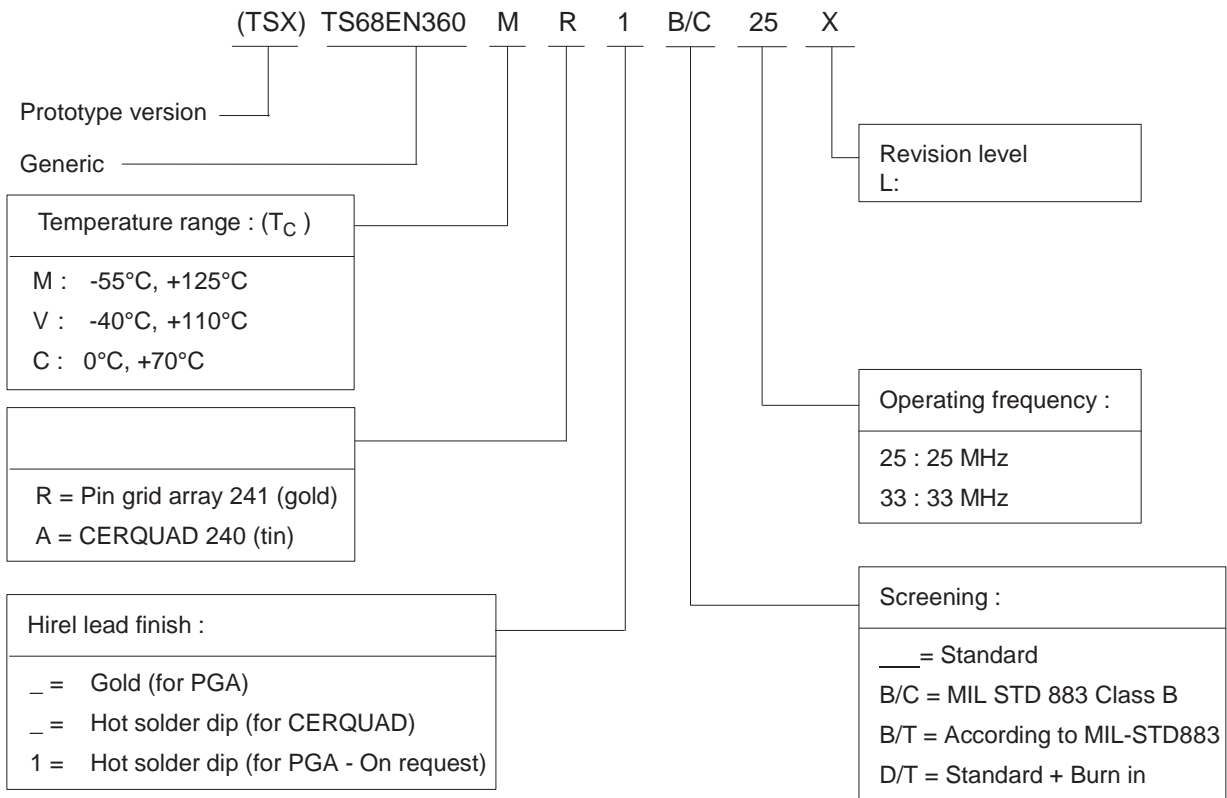 (TSX) TS68EN360 M R 1 B/C 25 X
Prototype version
Generic
Temperature range : (TC )
M : -55°C, +125°C
V : -40°C, +110°C
C : 0°C, +70°C
R = Pin grid array 241 (gold)
A = CERQUAD 240 (tin)
Hirel lead finish :
_ = Gold (for PGA)
_ = Hot solder dip (for CERQUAD)
1 = Hot solder dip (for PGA - On request)
Revision level
L:
Operating frequency :
25 : 25 MHz
33 : 33 MHz
Screening :
___= Standard
B/C = MIL STD 883 Class B
B/T = According to MIL-STD883
D/T = Standard + Burn in